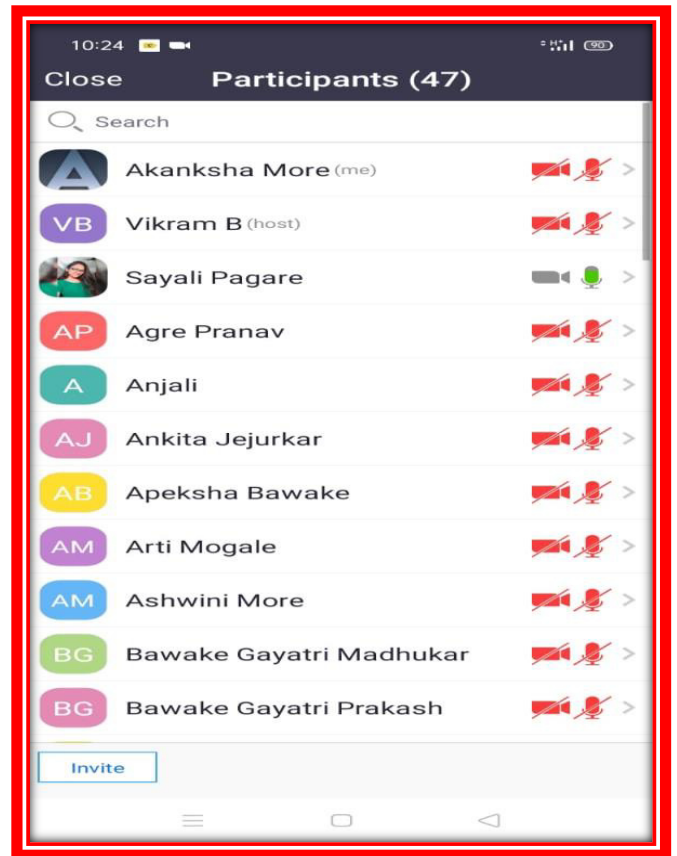 10:24 90
Close Participants (47)
Search
Akanksha More (me)
VB Vikram B (host)
Sayali Pagare
AP Agre Pranav
A Anjali
AJ Ankita Jejurkar
AB Apeksha Bawake
AM Arti Mogale
AM Ashwini More
BG Bawake Gayatri Madhukar
BG Bawake Gayatri Prakash
Invite